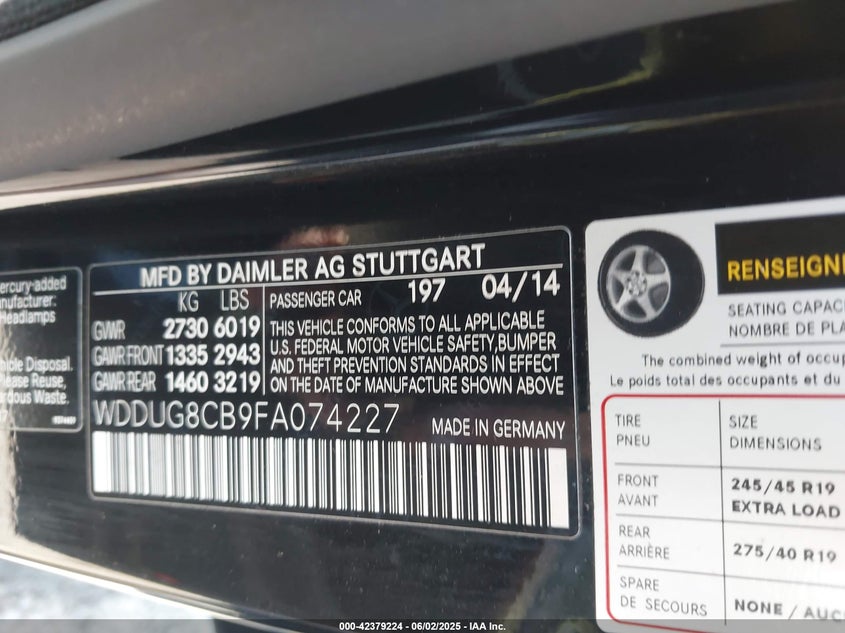 ercury-added
anufacturer:
Headlamps
hicle Disposal.
lease Reuse,
rdous Waste.
MFD BY DAIMLER AG STUTTGART
KG LBS
GVWR 2730 6019
GAWR FRONT 1335 2943
GAWR REAR 1460 3219
PASSENGER CAR 197 04/14
THIS VEHICLE CONFORMS TO ALL APPLICABLE
U.S. FEDERAL MOTOR VEHICLE SAFETY,BUMPER
AND THEFT PREVENTION STANDARDS IN EFFECT
ON THE DATE OF MANUFACTURE SHOWN ABOVE
WDDUG8CB9FA074227 MADE IN GERMANY
RENSEIGNE
SEATING CAPAC
NOMBRE DE PLA
The combined weight of occup
Le poids total des occupants et du
TIRE SIZE
PNEU DIMENSIONS
FRONT 245/45 R19
AVANT EXTRA LOAD
REAR
ARRIÈRE 275/40 R19
SPARE
DE SECOURS NONE / AUC
000-42379224 | 06/02/2025 - IAA Inc.